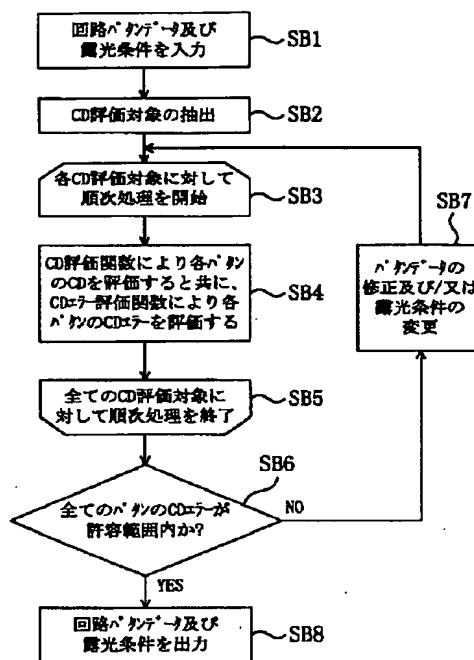 回路ﾊﾟﾀﾝﾃﾞｰﾀ及び
露光条件を入力
SB1
CD評価対象の抽出
SB2
各CD評価対象に対して
順次処理を開始
SB3
CD評価関数により各ﾊﾟﾀﾝ
のCDを評価すると共に、
CDｴﾗｰ評価関数により各
ﾊﾟﾀﾝのCDｴﾗｰを評価する
SB4
SB7
ﾊﾟﾀﾝﾃﾞｰﾀの
修正及び/又は
露光条件の
変更
全てのCD評価対象に
対して順次処理を終了
SB5
SB6
全てのﾊﾟﾀﾝのCDｴﾗｰが
許容範囲内か?
NO
YES
回路ﾊﾟﾀﾝﾃﾞｰﾀ及び
露光条件を出力
SB8